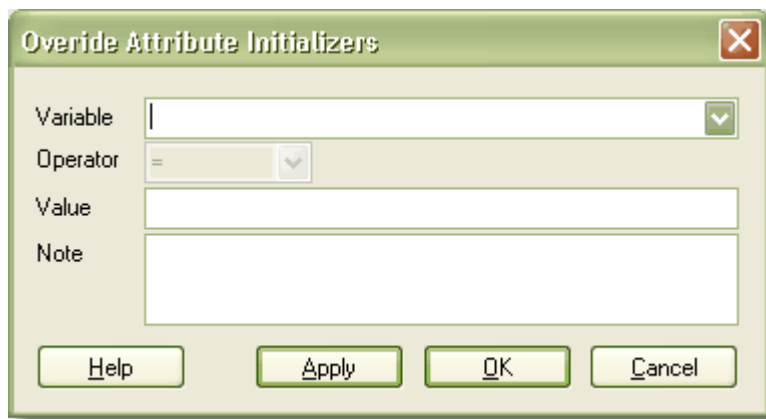 Overide Attribute Initializers
Variable
Operator =
Value
Note
Help Apply OK Cancel